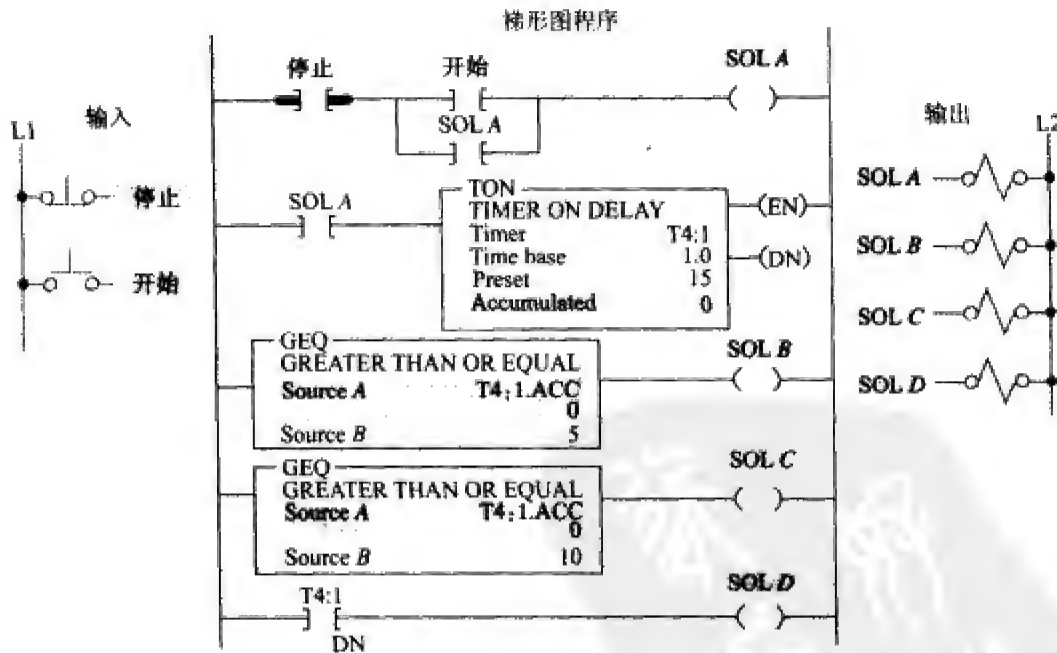 梯形图程序
停止
开始
SOL A
SOL A
输入
L1
停止
开始
输出
L2
SOL A
SOL B
SOL C
SOL D
SOL A
TON
TIMER ON DELAY
Timer T4:1
Time base 1.0
Preset 15
Accumulated 0
(EN)
(DN)
GEQ
GREATER THAN OR EQUAL
Source A T4:1.ACC
0
Source B 5
SOL B
GEQ
GREATER THAN OR EQUAL
Source A T4:1.ACC
0
Source B 10
SOL C
T4:1
DN
SOL D